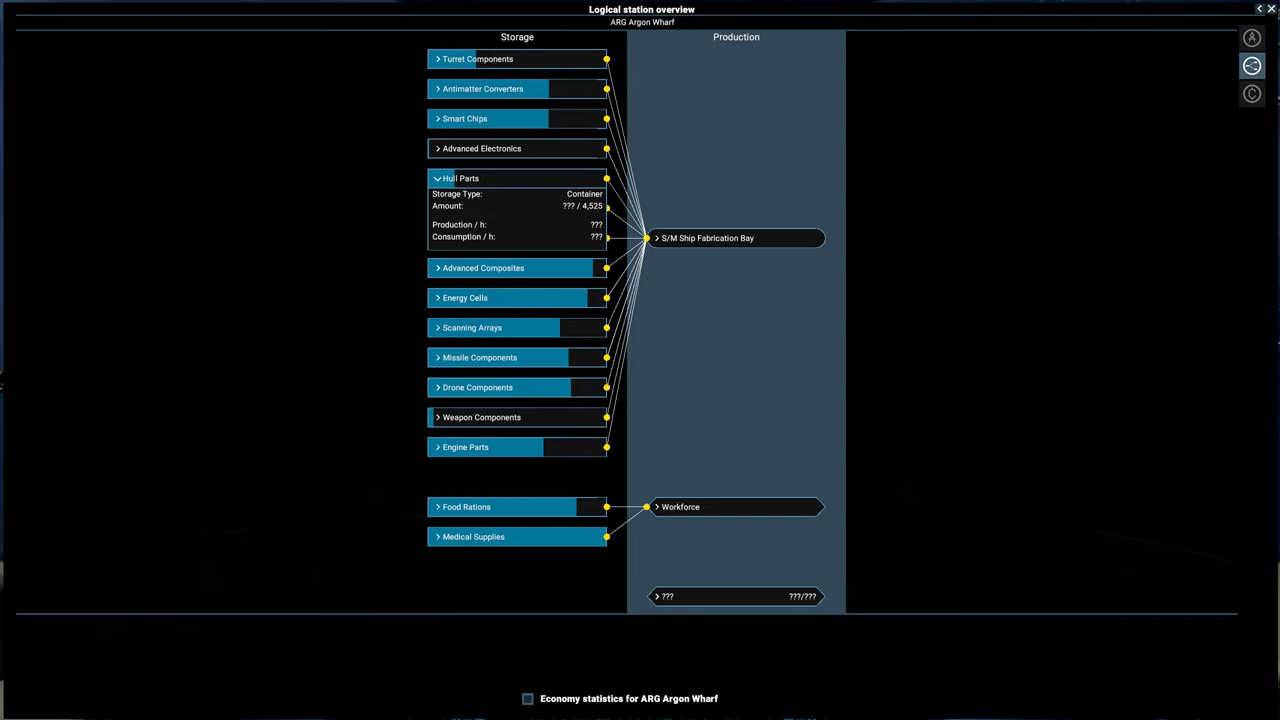 Logical station overview
ARG Argon Wharf
Storage
Production
Turret Components
Antimatter Converters
Smart Chips
Advanced Electronics
Hull Parts
Storage Type: Container
Amount: ??? / 4,525
Production / h: ???
Consumption / h: ???
S/M Ship Fabrication Bay
Advanced Composites
Energy Cells
Scanning Arrays
Missile Components
Drone Components
Weapon Components
Engine Parts
Food Rations
Workforce
Medical Supplies
??? ???/???
Economy statistics for ARG Argon Wharf